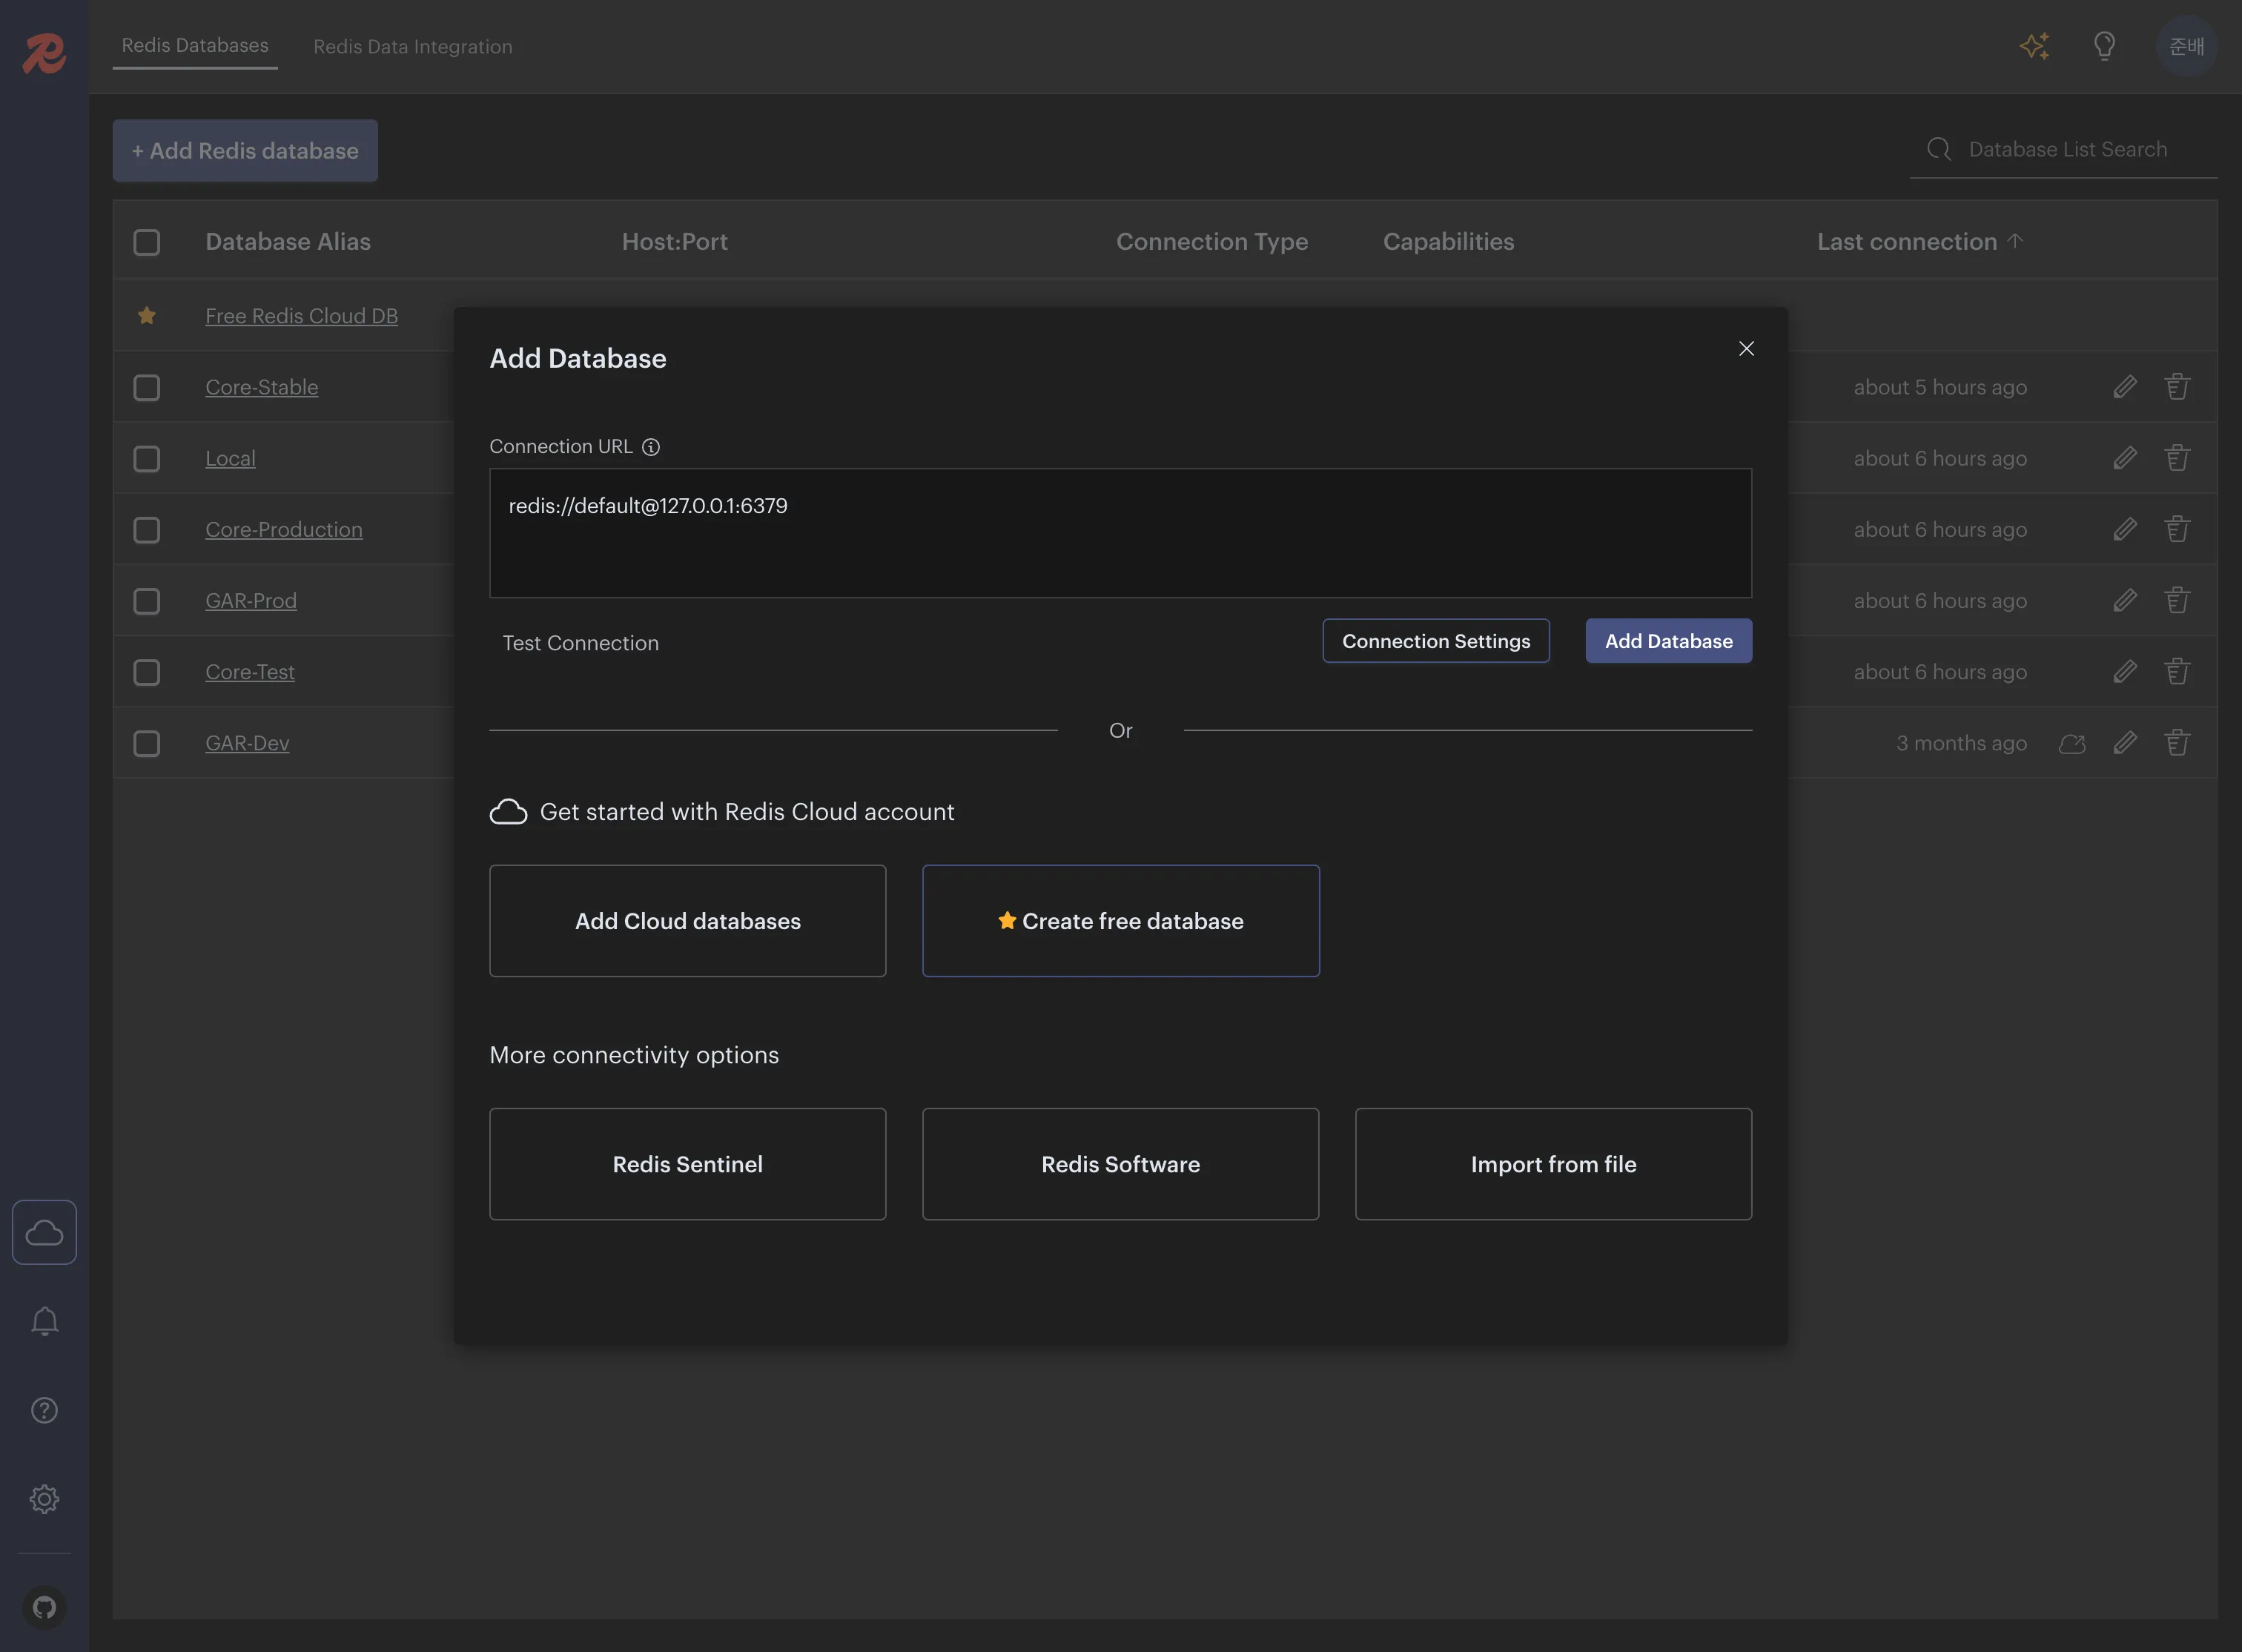 Redis Databases
Redis Data Integration
준배
+ Add Redis database
Database List Search
Database Alias
Host:Port
Connection Type
Capabilities
Last connection
Free Redis Cloud DB
Core-Stable
about 5 hours ago
Local
about 6 hours ago
Core-Production
about 6 hours ago
GAR-Prod
about 6 hours ago
Core-Test
about 6 hours ago
GAR-Dev
3 months ago
Add Database
Connection URL
redis://default@127.0.0.1:6379
Test Connection
Connection Settings
Add Database
Or
Get started with Redis Cloud account
Add Cloud databases
Create free database
More connectivity options
Redis Sentinel
Redis Software
Import from file